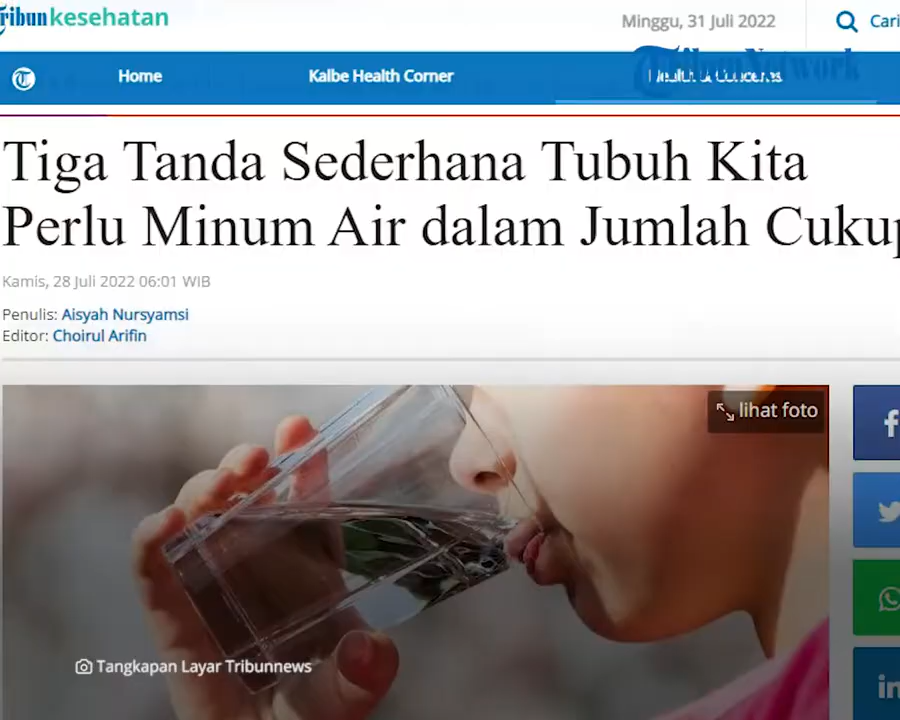 Tribunkesehatan
Minggu, 31 Juli 2022
Cari
Home
Kalbe Health Corner
Tribun Network
Tiga Tanda Sederhana Tubuh Kita
Perlu Minum Air dalam Jumlah Cukup
Kamis, 28 Juli 2022 06:01 WIB
Penulis: Aisyah Nursyamsi
Editor: Choirul Arifin
lihat foto
Tangkapan Layar Tribunnews